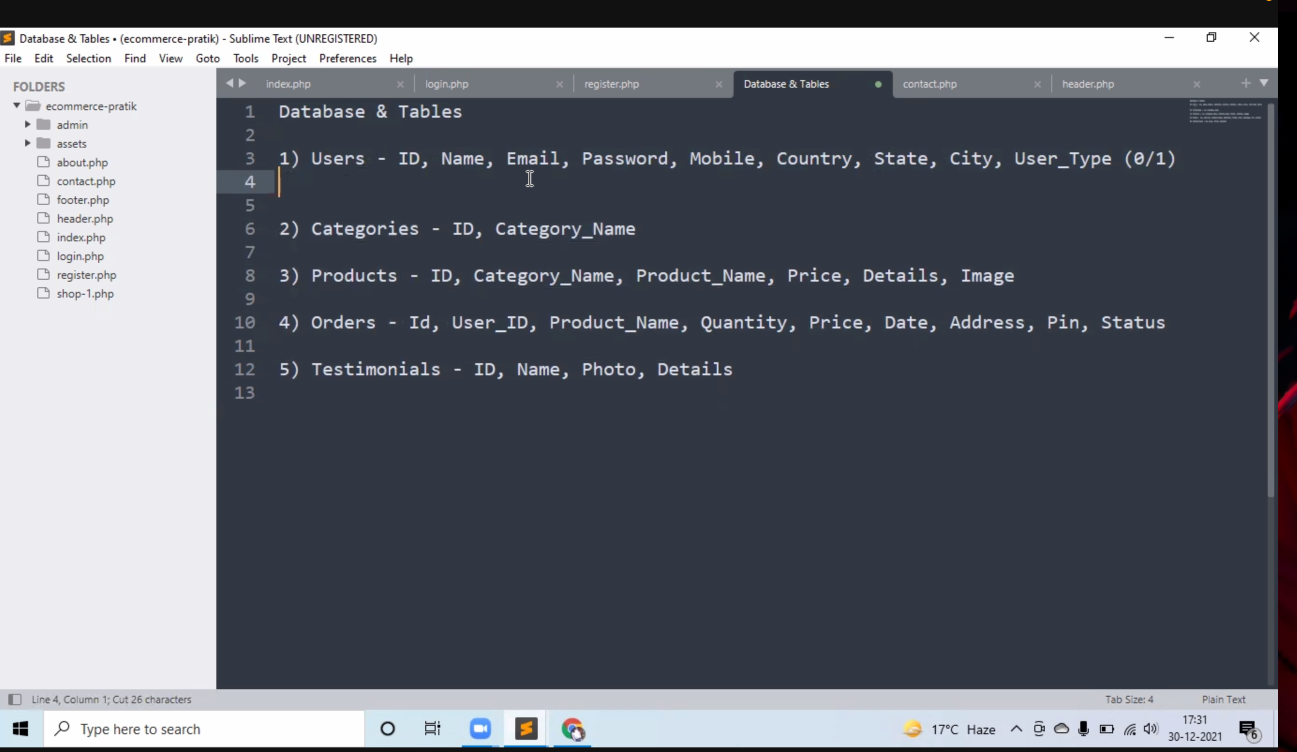 Database & Tables • (ecommerce-pratik) - Sublime Text (UNREGISTERED)
File Edit Selection Find View Goto Tools Project Preferences Help
FOLDERS
ecommerce-pratik
admin
assets
about.php
contact.php
footer.php
header.php
index.php
login.php
register.php
shop-1.php
index.php login.php register.php Database & Tables contact.php header.php
1 Database & Tables
2
3 1) Users - ID, Name, Email, Password, Mobile, Country, State, City, User_Type (0/1)
4
5
6 2) Categories - ID, Category_Name
7
8 3) Products - ID, Category_Name, Product_Name, Price, Details, Image
9
10 4) Orders - Id, User_ID, Product_Name, Quantity, Price, Date, Address, Pin, Status
11
12 5) Testimonials - ID, Name, Photo, Details
13
Line 4, Column 1; Cut 26 characters Tab Size: 4 Plain Text
Type here to search 17°C Haze 17:31
30-12-2021 6